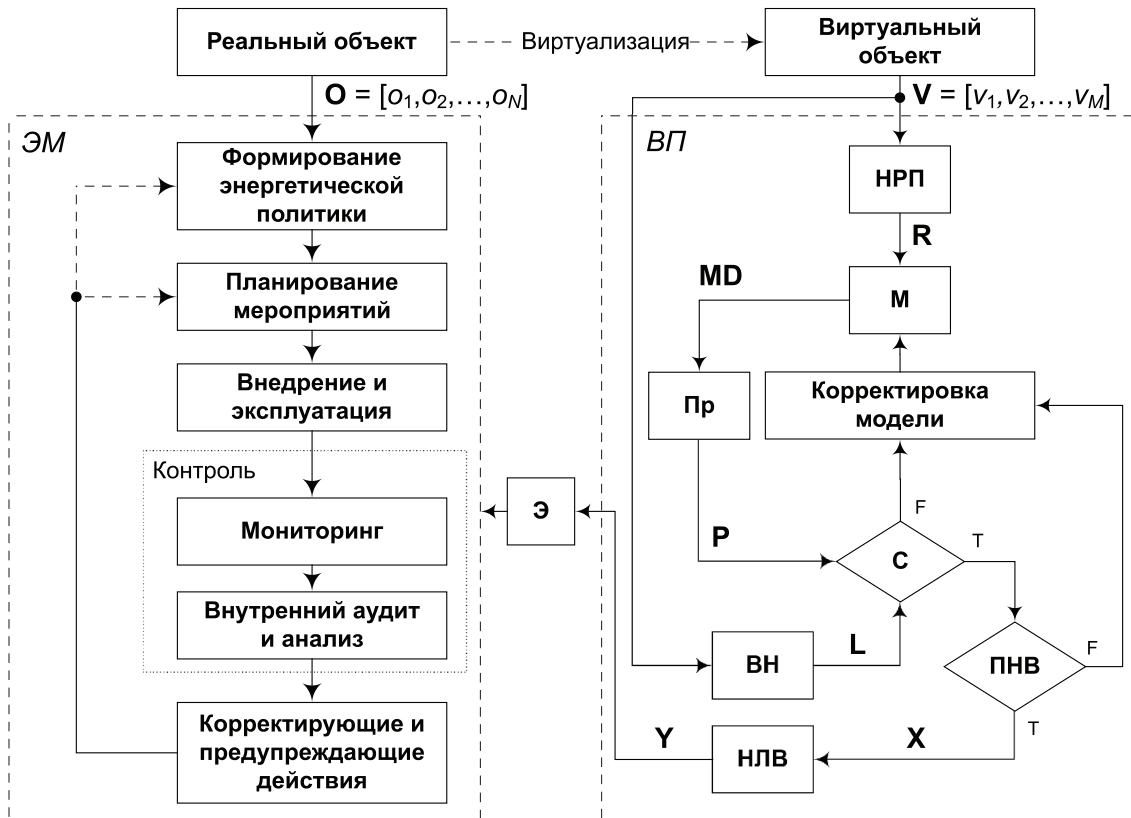 Реальный объект
Виртуализация
Виртуальный
объект
O = [o1,o2,…,oN]
V = [v1,v2,…,vM]
ЭМ
Формирование
энергетической
политики
Планирование
мероприятий
Внедрение и
эксплуатация
Контроль
Мониторинг
Внутренний аудит
и анализ
Корректирующие и
предупреждающие
действия
Э
ВП
НРП
R
М
MD
Пр
Корректировка
модели
P
F
С
T
ВН
L
ПНВ
F
T
X
НЛВ
Y